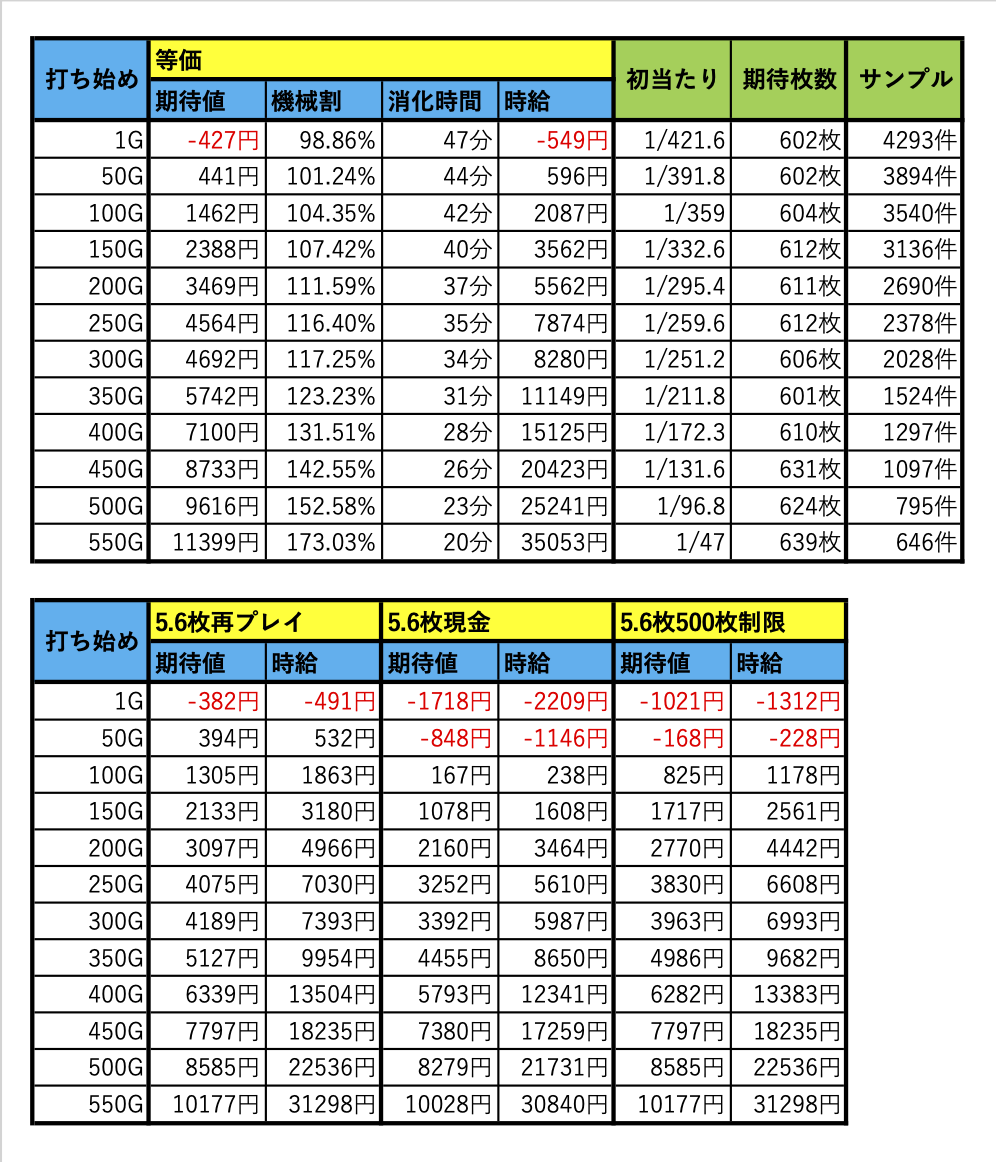 打ち始め 等価 初当たり 期待枚数 サンプル
期待値 機械割 消化時間 時給
1G -427円 98.86% 47分 -549円 1/421.6 602枚 4293件
50G 441円 101.24% 44分 596円 1/391.8 602枚 3894件
100G 1462円 104.35% 42分 2087円 1/359 604枚 3540件
150G 2388円 107.42% 40分 3562円 1/332.6 612枚 3136件
200G 3469円 111.59% 37分 5562円 1/295.4 611枚 2690件
250G 4564円 116.40% 35分 7874円 1/259.6 612枚 2378件
300G 4692円 117.25% 34分 8280円 1/251.2 606枚 2028件
350G 5742円 123.23% 31分 11149円 1/211.8 601枚 1524件
400G 7100円 131.51% 28分 15125円 1/172.3 610枚 1297件
450G 8733円 142.55% 26分 20423円 1/131.6 631枚 1097件
500G 9616円 152.58% 23分 25241円 1/96.8 624枚 795件
550G 11399円 173.03% 20分 35053円 1/47 639枚 646件
打ち始め 5.6枚再プレイ 5.6枚現金 5.6枚500枚制限
期待値 時給 期待値 時給 期待値 時給
1G -382円 -491円 -1718円 -2209円 -1021円 -1312円
50G 394円 532円 -848円 -1146円 -168円 -228円
100G 1305円 1863円 167円 238円 825円 1178円
150G 2133円 3180円 1078円 1608円 1717円 2561円
200G 3097円 4966円 2160円 3464円 2770円 4442円
250G 4075円 7030円 3252円 5610円 3830円 6608円
300G 4189円 7393円 3392円 5987円 3963円 6993円
350G 5127円 9954円 4455円 8650円 4986円 9682円
400G 6339円 13504円 5793円 12341円 6282円 13383円
450G 7797円 18235円 7380円 17259円 7797円 18235円
500G 8585円 22536円 8279円 21731円 8585円 22536円
550G 10177円 31298円 10028円 30840円 10177円 31298円